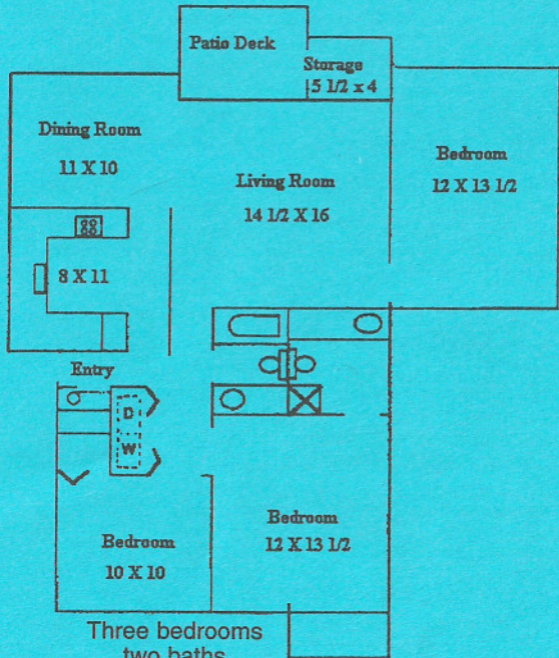 Patio Deck
Storage
5 1/2 x 4
Dining Room
11 X 10
Bedroom
12 X 13 1/2
Living Room
14 1/2 X 16
8 X 11
Entry
D
W
Bedroom
12 X 13 1/2
Bedroom
10 X 10
Three bedrooms
two baths